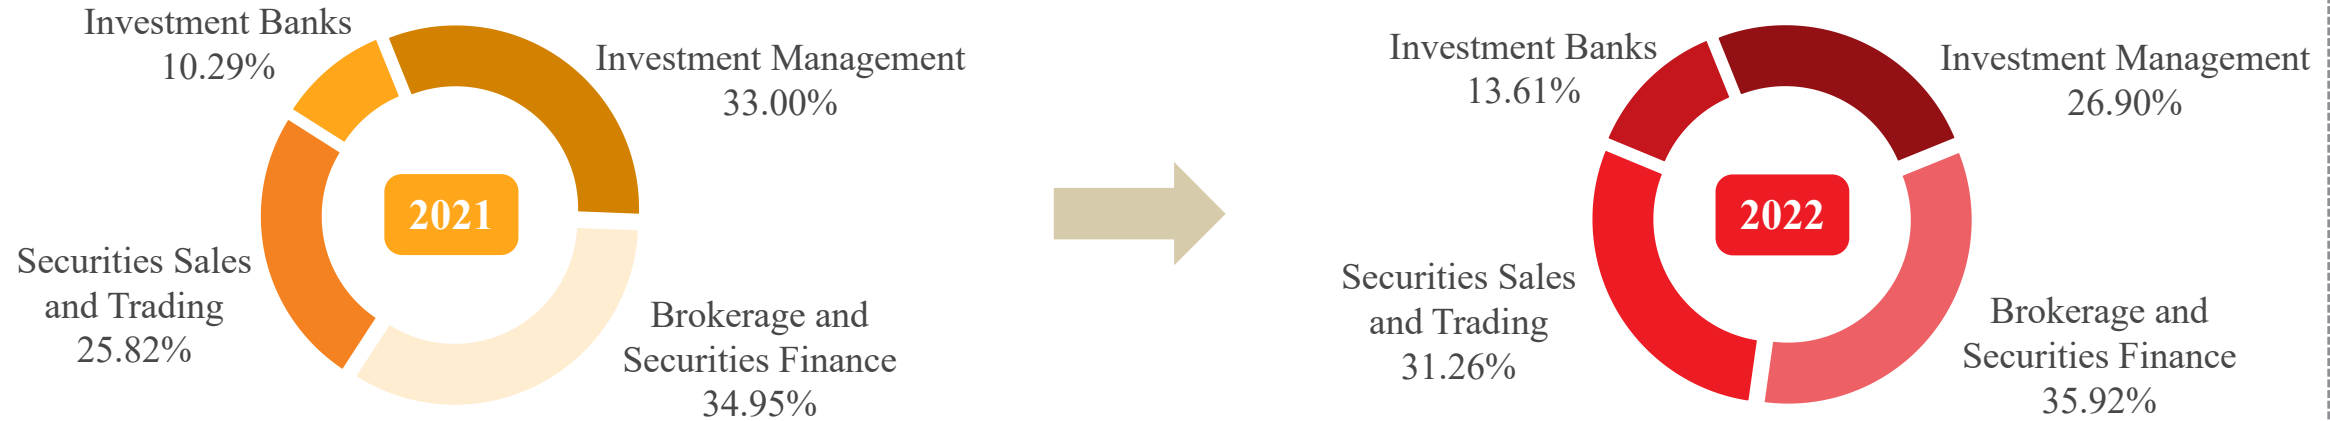 Investment Banks
10.29%
Investment Management
33.00%
2021
Securities Sales
and Trading
25.82%
Brokerage and
Securities Finance
34.95%
Investment Banks
13.61%
Investment Management
26.90%
2022
Securities Sales
and Trading
31.26%
Brokerage and
Securities Finance
35.92%